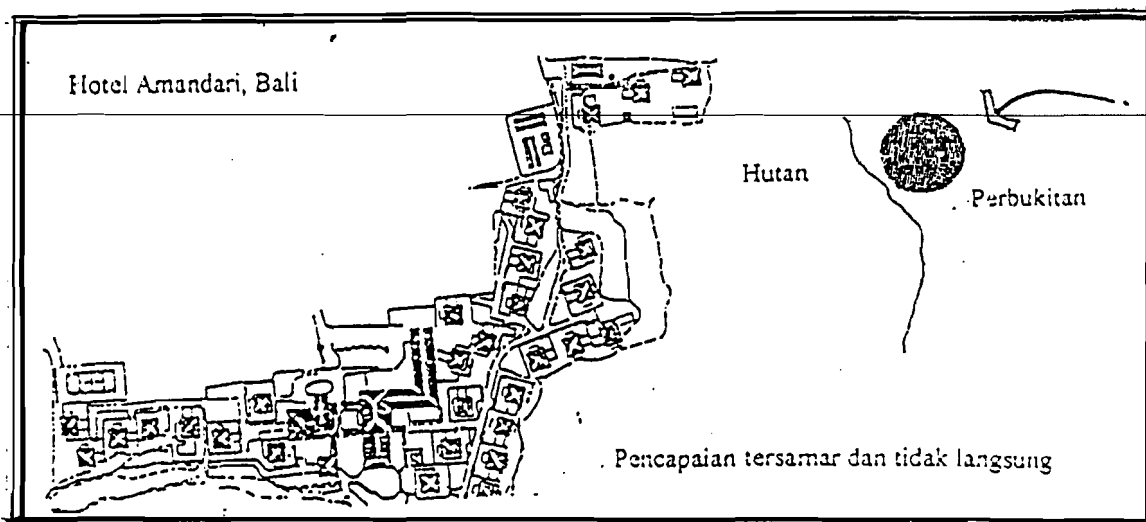 Hotel Amandari, Bali
Hutan
Perbukitan
Pencapaian tersamar dan tidak langsung